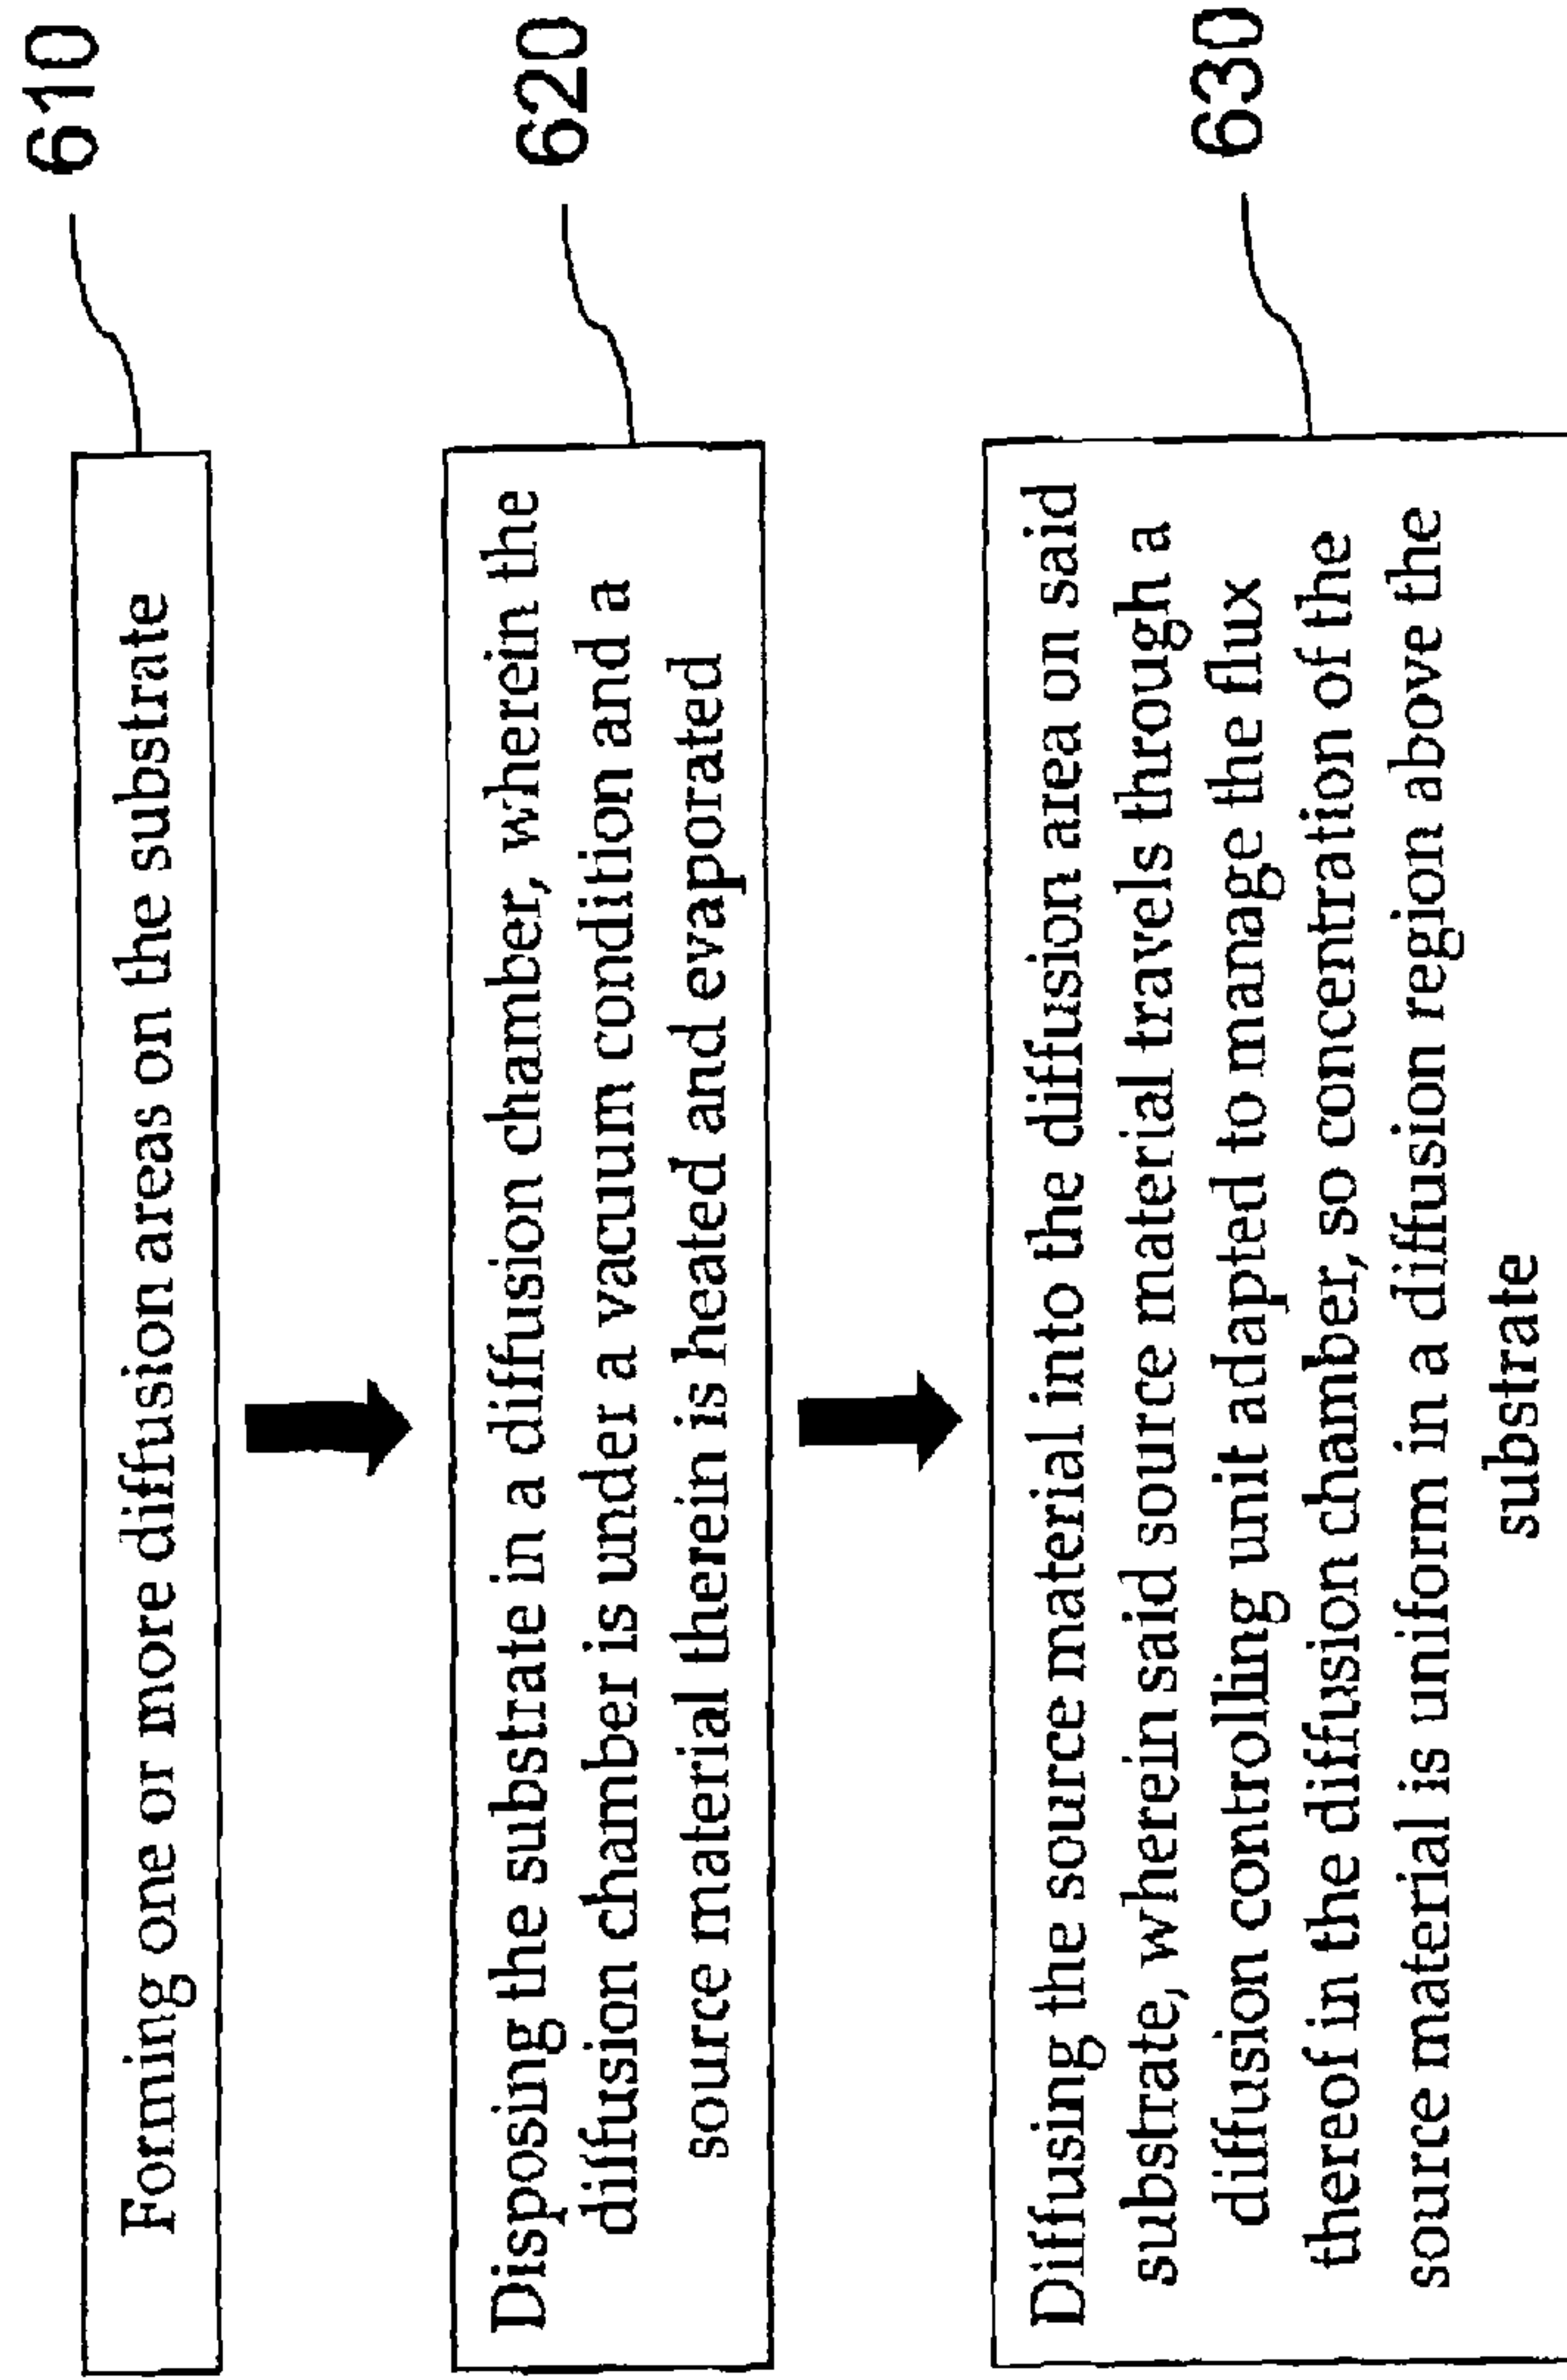 Forming one or more diffusion areas on the substrate
610
Disposing the substrate in a diffusion chamber, wherein the
diffusion chamber is under a vacuum condition and a
source material therein is heated and evaporated
620
Diffusing the source material into the diffusion area on said
substrate, wherein said source material travels through a
diffusion controlling unit adapted to manage the flux
thereof in the diffusion chamber, so concentration of the
source material is uniform in a diffusion region above the
substrate
630